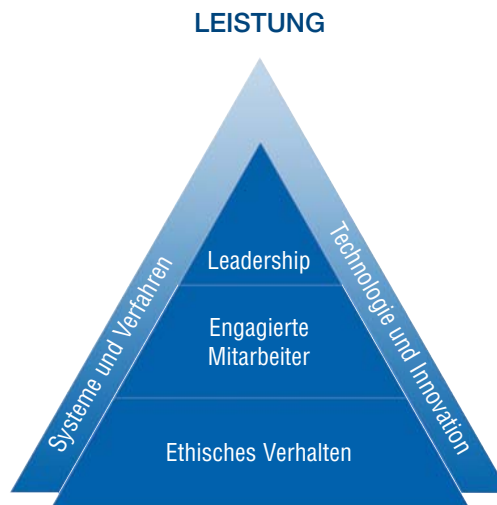 LEISTUNG
Systeme und Verfahren
Technologie und Innovation
Leadership
Engagierte
Mitarbeiter
Ethisches Verhalten